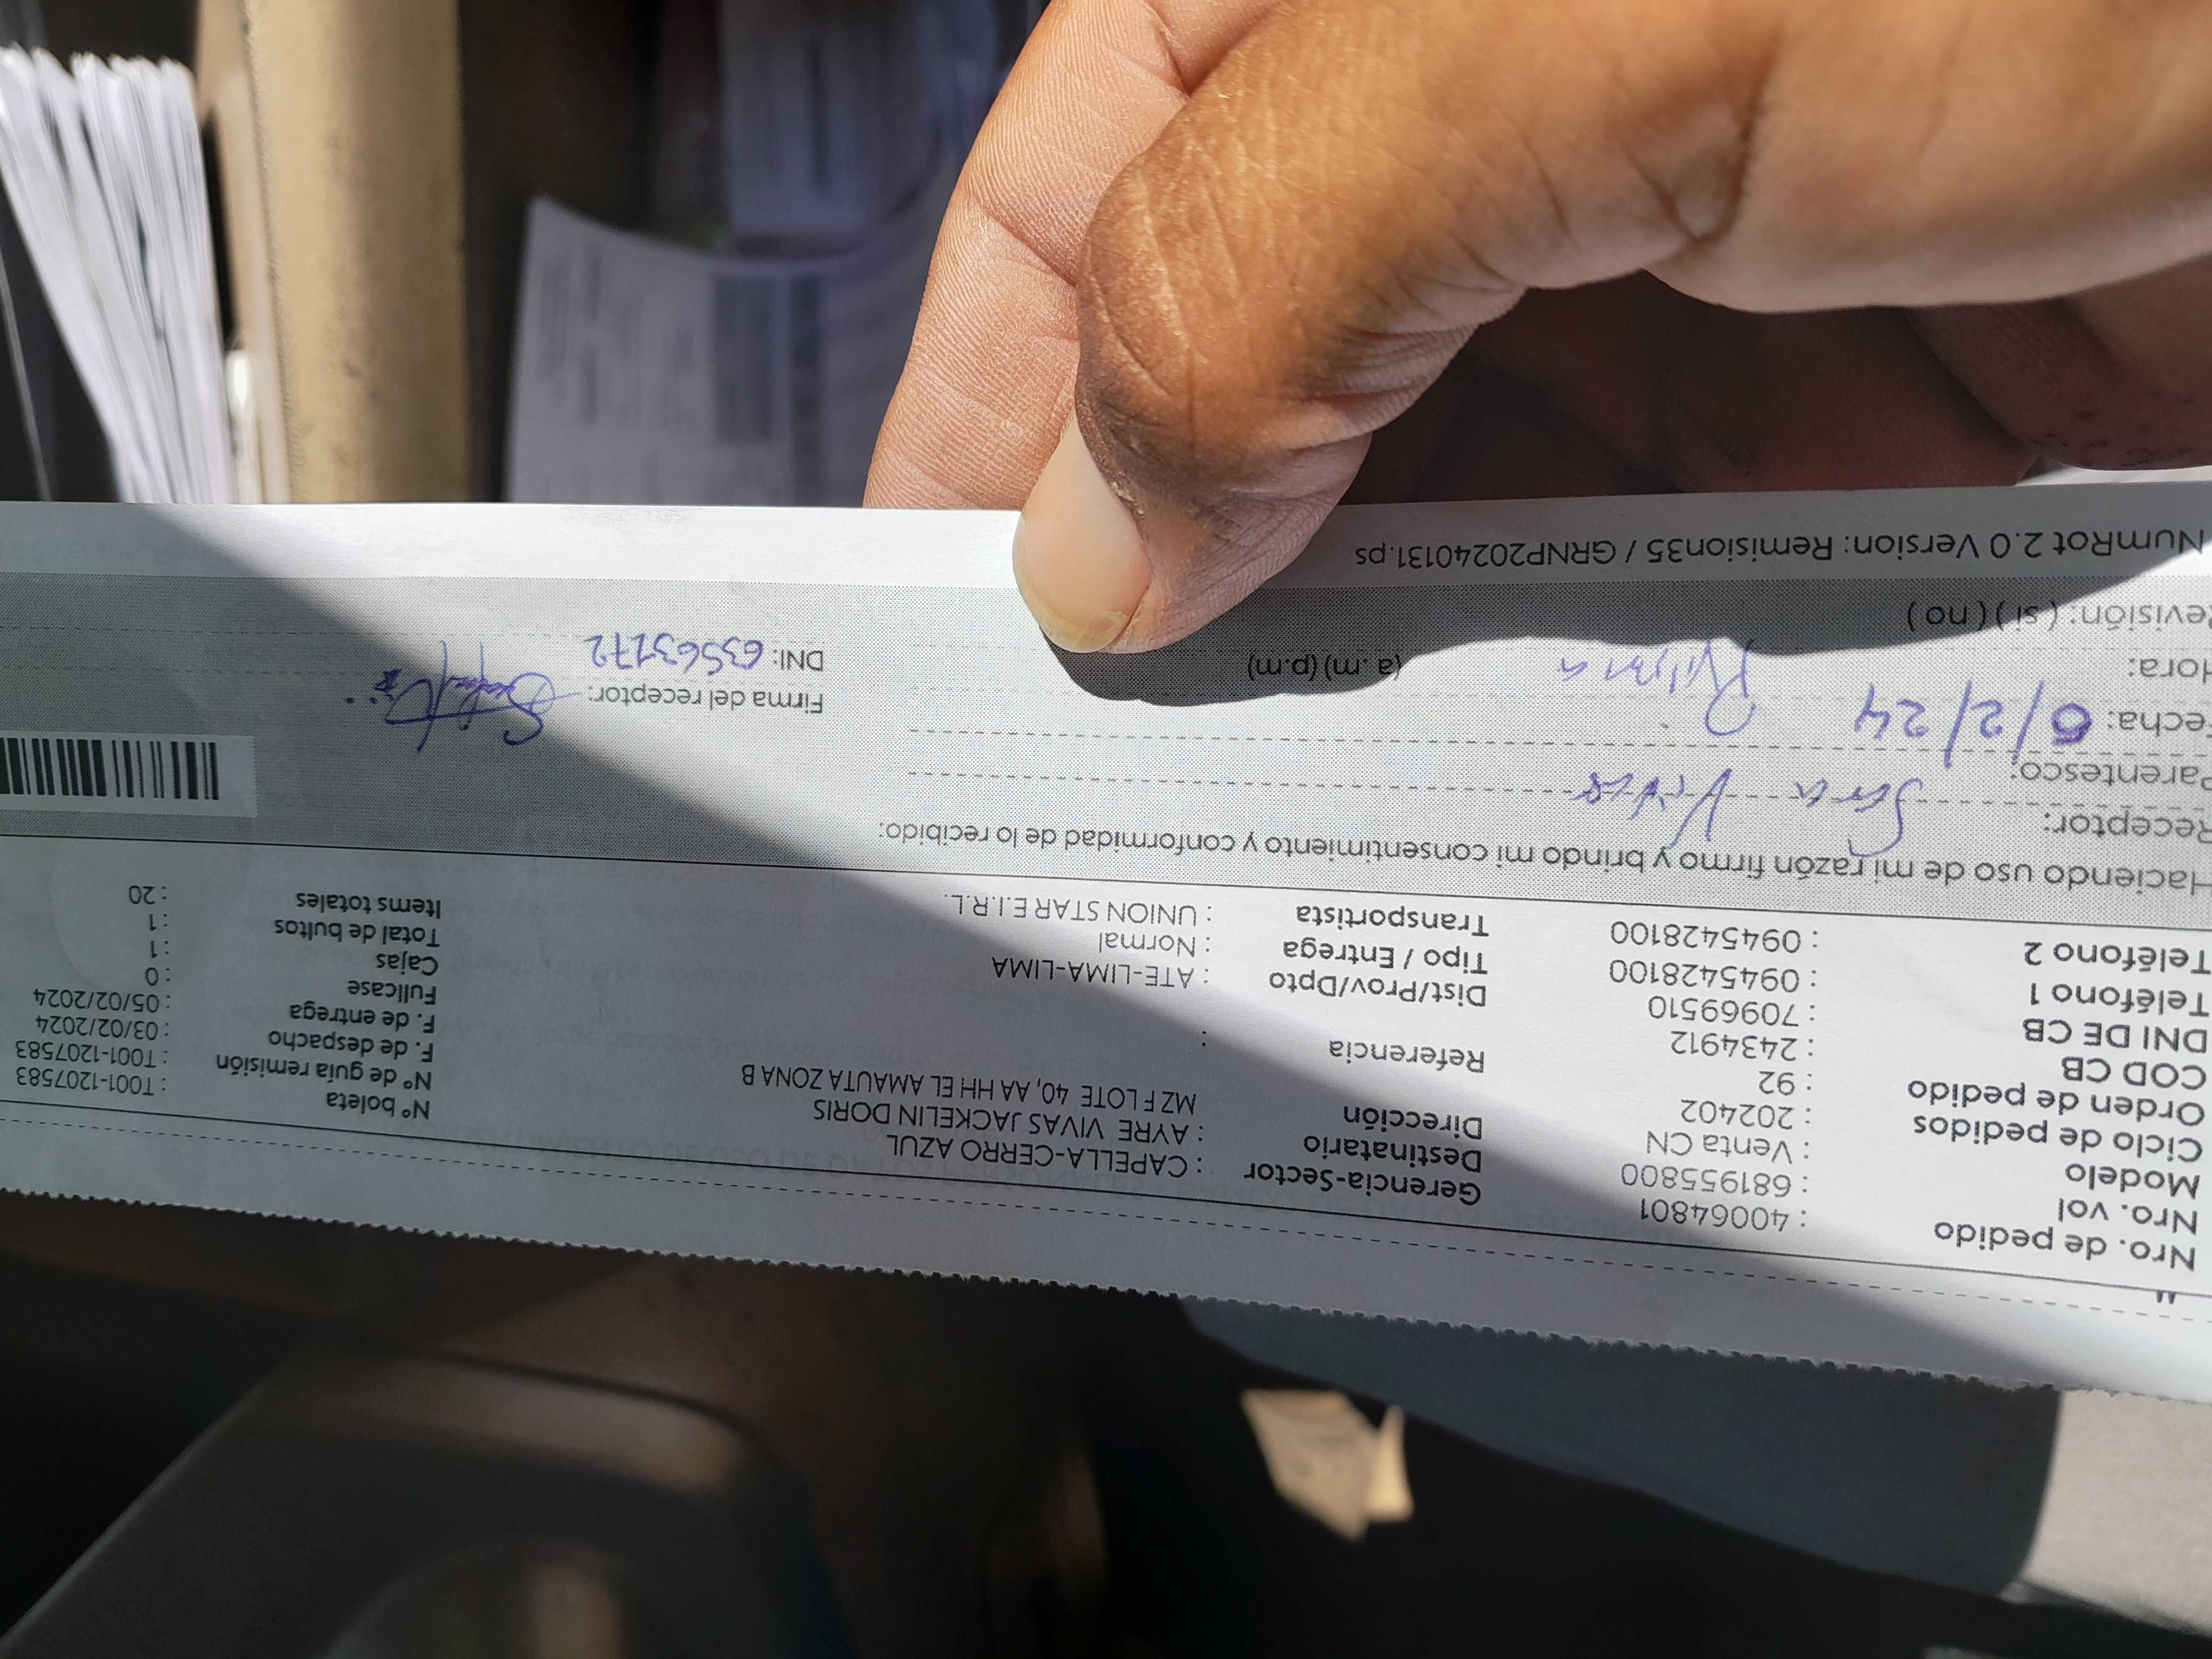 Nro. de pedido : 40064801
Nro. vol : 681955800
Modelo : Venta CN
Ciclo de pedidos : 202402
Orden de pedido : 92
COD CB : 2434912
DNI DE CB : 70969510
Teléfono 1 : 0945428100
Teléfono 2 : 0945428100
Gerencia-Sector : CAPELLA-CERRO AZUL
Destinatario : AYRE VIVAS JACKELIN DORIS
Dirección MZ F LOTE 40, AA HH EL AMAUTA ZONA B
Referencia :
Dist/Prov/Dpto : ATE-LIMA-LIMA
Tipo / Entrega : Normal
Transportista : UNION STAR E.I.R.L.
Nº boleta : T001-1207583
Nº de guía remisión : T001-1207583
F. de despacho : 03/02/2024
F. de entrega : 05/02/2024
Fullcase : 0
Cajas : 1
Total de bultos : 1
Items totales : 20
Haciendo uso de mi razón firmo y brindo mi consentimiento y conformidad de lo recibido:
Receptor: Sara Vivas
Parentesco:
Fecha: 6/2/24
Hora: (a.m) (p.m)
Revisión: ( si ) ( no )
Firma del receptor:
DNI: 63563172
NumRot 2.0 Version: Remision35 / GRNP20240131.ps